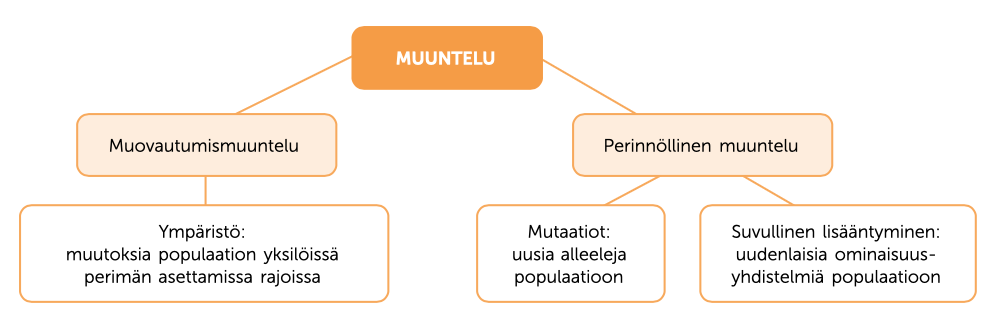 MUUNTELU
Muovautumismuuntelu
Perinnöllinen muuntelu
Ympäristö:
muutoksia populaation yksilöissä
perimän asettamissa rajoissa
Mutaatiot:
uusia alleeleja
populaatioon
Suvullinen lisääntyminen:
uudenlaisia ominaisuus-
yhdistelmiä populaatioon